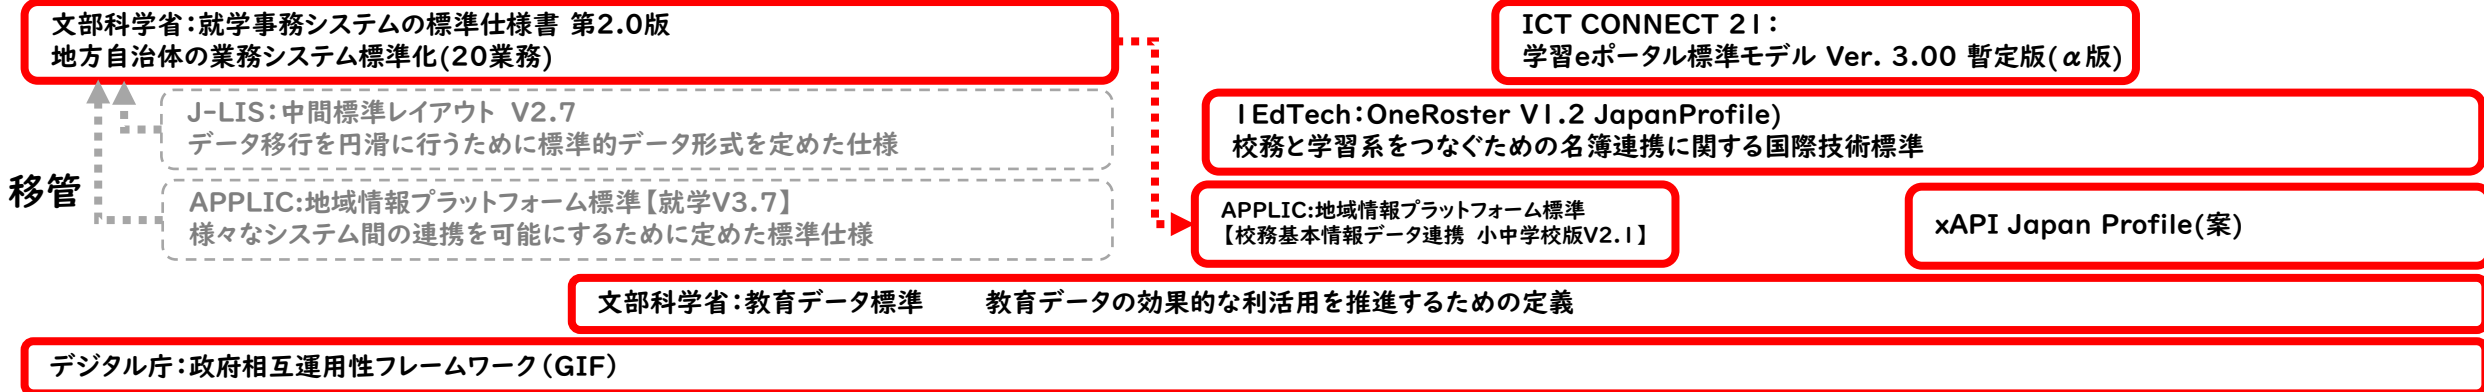 文部科学省：就学事務システムの標準仕様書 第2.0版
地方自治体の業務システム標準化(20業務)
ICT CONNECT 21：
学習eポータル標準モデル Ver. 3.00 暫定版(α版)
J-LIS：中間標準レイアウト V2.7
データ移行を円滑に行うために標準的データ形式を定めた仕様
1EdTech：OneRoster V1.2 JapanProfile)
校務と学習系をつなぐための名簿連携に関する国際技術標準
移管
APPLIC:地域情報プラットフォーム標準【就学V3.7】
様々なシステム間の連携を可能にするために定めた標準仕様
APPLIC:地域情報プラットフォーム標準
【校務基本情報データ連携 小中学校版V2.1】
xAPI Japan Profile(案)
文部科学省：教育データ標準　　教育データの効果的な利活用を推進するための定義
デジタル庁：政府相互運用性フレームワーク（GIF）